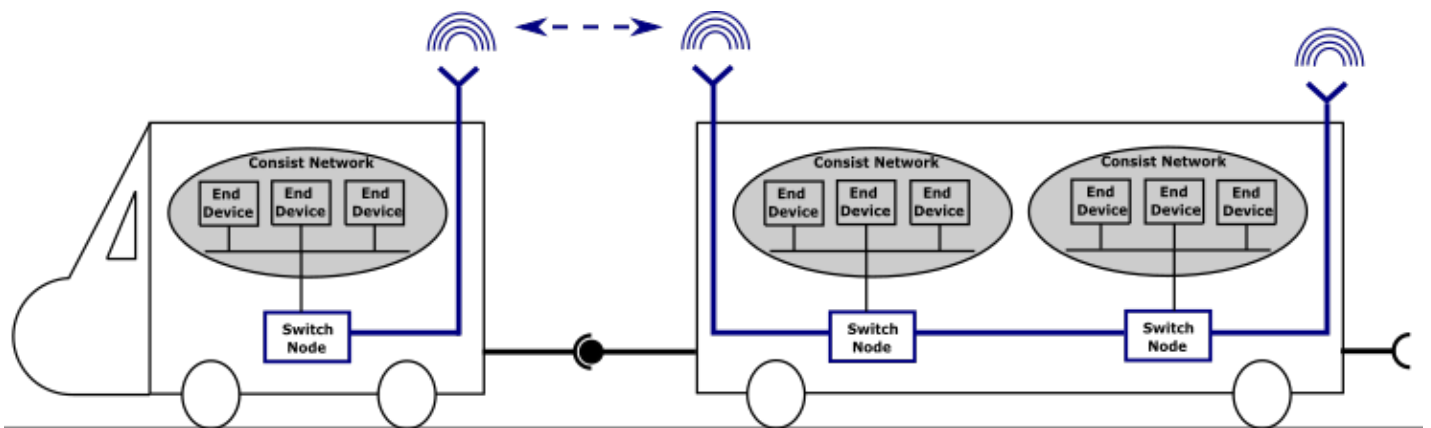 Consist Network
End
Device
End
Device
End
Device
Switch
Node
Consist Network
End
Device
End
Device
End
Device
Switch
Node
Consist Network
End
Device
End
Device
End
Device
Switch
Node